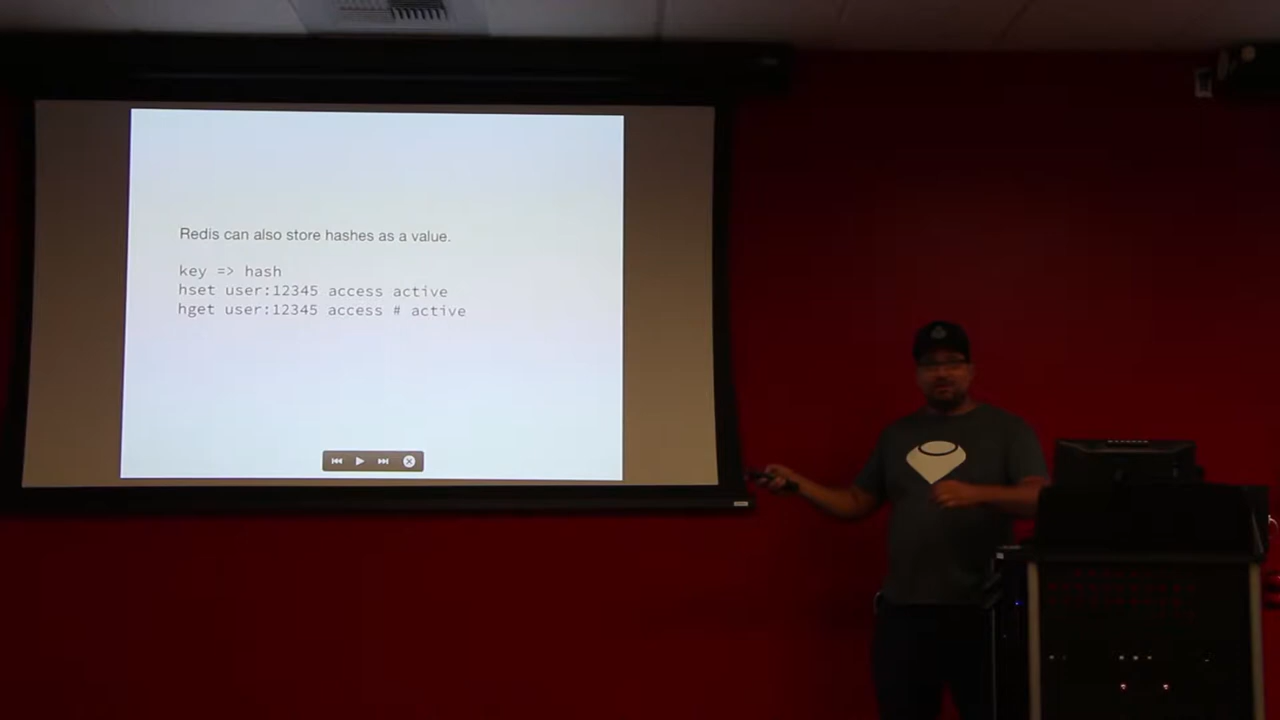 Redis can also store hashes as a value.
key => hash
hset user:12345 access active
hget user:12345 access # active